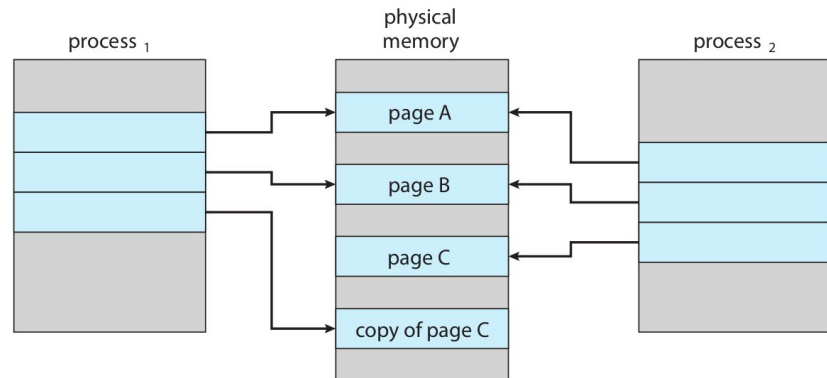 process 1
physical
memory
process 2
page A
page B
page C
copy of page C